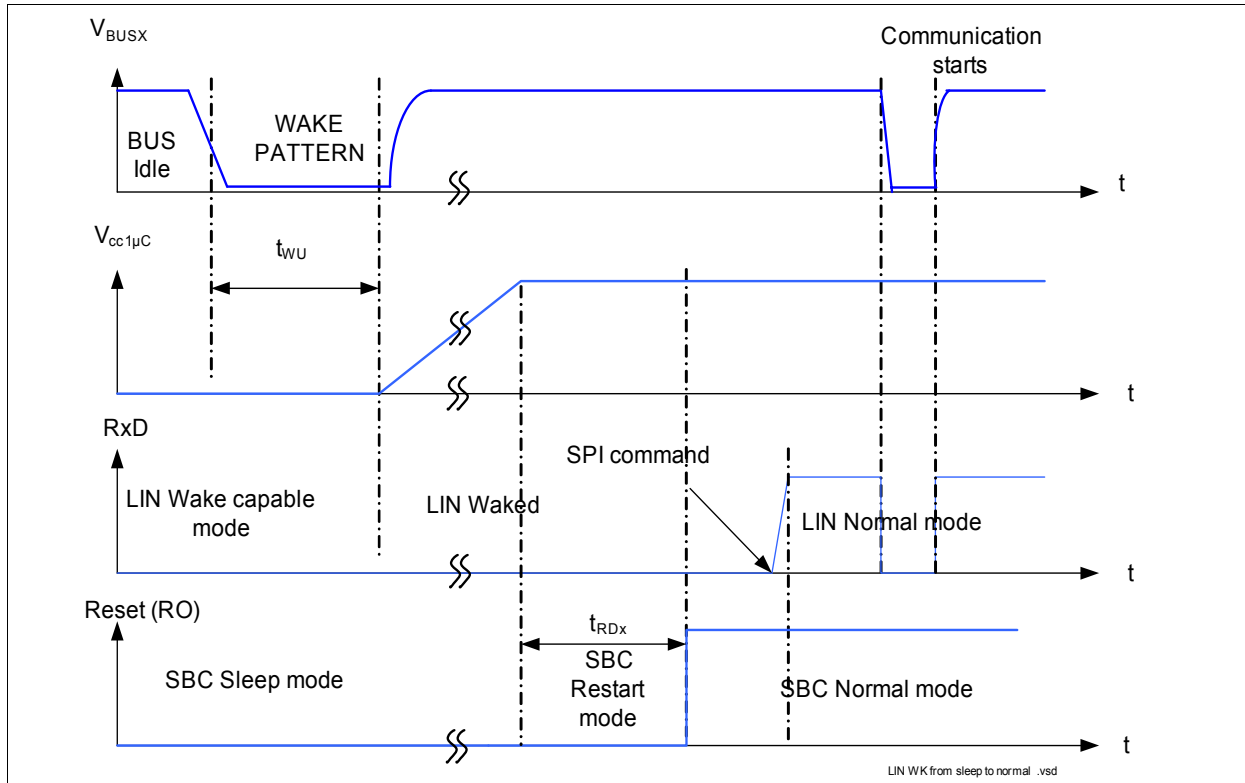 V_BUSX
Communication
starts
BUS
Idle
WAKE
PATTERN
t
V_cc1µC
t_WU
t
RxD
SPI command
LIN Wake capable
mode
LIN Waked
LIN Normal mode
t
Reset (RO)
t_RDx
SBC Sleep mode
SBC
Restart
mode
SBC Normal mode
t
LIN WK from sleep to normal .vsd